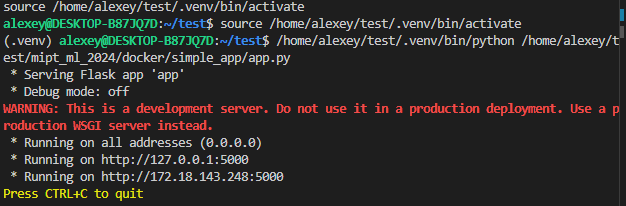 source /home/alexey/test/.venv/bin/activate
alexey@DESKTOP-B87JQ7D:~/test$ source /home/alexey/test/.venv/bin/activate
(.venv) alexey@DESKTOP-B87JQ7D:~/test$ /home/alexey/test/.venv/bin/python /home/alexey/t
est/mipt_ml_2024/docker/simple_app/app.py
 * Serving Flask app 'app'
 * Debug mode: off
WARNING: This is a development server. Do not use it in a production deployment. Use a p
roduction WSGI server instead.
 * Running on all addresses (0.0.0.0)
 * Running on http://127.0.0.1:5000
 * Running on http://172.18.143.248:5000
Press CTRL+C to quit